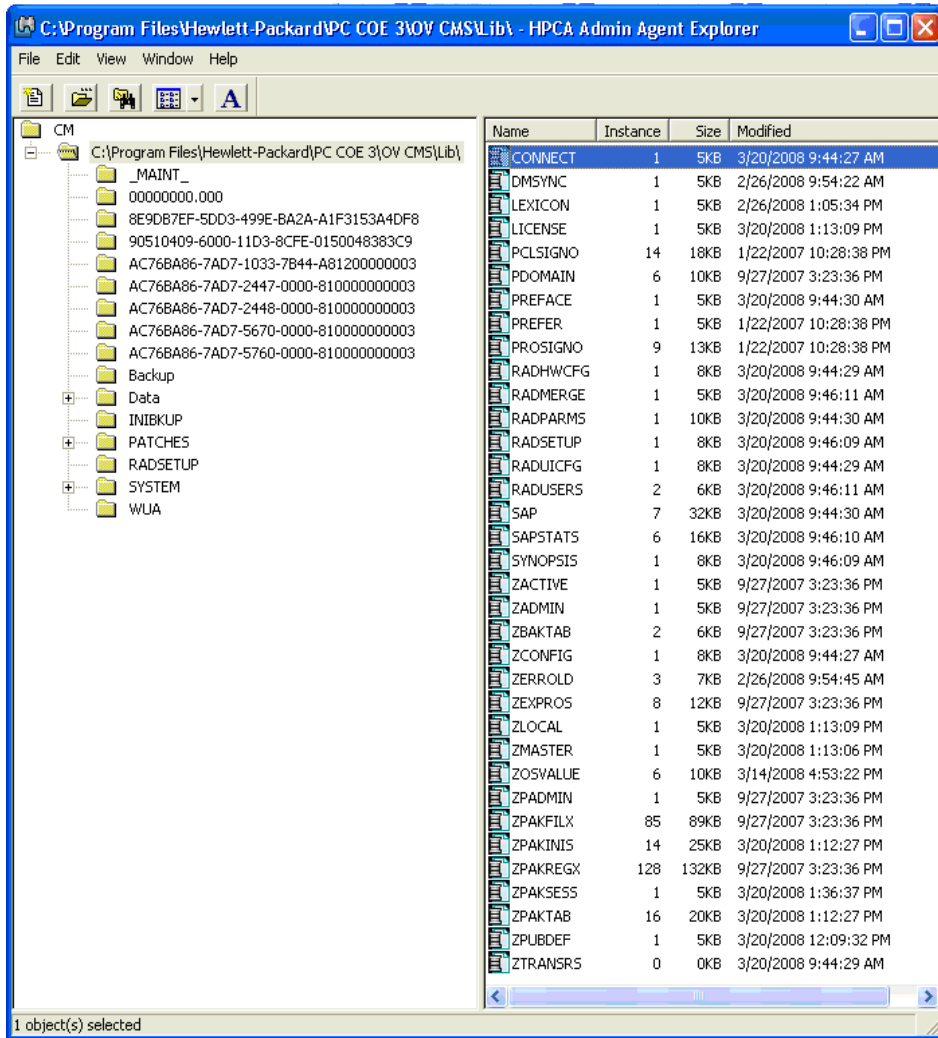 C:\Program Files\Hewlett-Packard\PC COE 3\OV CMS\Lib\ - HPCA Admin Agent Explorer
File Edit View Window Help
A
CM
C:\Program Files\Hewlett-Packard\PC COE 3\OV CMS\Lib\
_MAINT_
00000000.000
8E9DB7EF-5DD3-499E-BA2A-A1F3153A4DF8
90510409-6000-11D3-8CFE-0150048383C9
AC76BA86-7AD7-1033-7B44-A81200000003
AC76BA86-7AD7-2447-0000-810000000003
AC76BA86-7AD7-2448-0000-810000000003
AC76BA86-7AD7-5670-0000-810000000003
AC76BA86-7AD7-5760-0000-810000000003
Backup
Data
INIBKUP
PATCHES
RADSETUP
SYSTEM
WUA
Name Instance Size Modified
CONNECT 1 5KB 3/20/2008 9:44:27 AM
DMSYNC 1 5KB 2/26/2008 9:54:22 AM
LEXICON 1 5KB 2/26/2008 1:05:34 PM
LICENSE 1 5KB 3/20/2008 1:13:09 PM
PCLSIGNO 14 18KB 1/22/2007 10:28:38 PM
PDOMAIN 6 10KB 9/27/2007 3:23:36 PM
PREFACE 1 5KB 3/20/2008 9:44:30 AM
PREFER 1 5KB 1/22/2007 10:28:38 PM
PROSIGNO 9 13KB 1/22/2007 10:28:38 PM
RADHWCFG 1 8KB 3/20/2008 9:44:29 AM
RADMERGE 1 5KB 3/20/2008 9:46:11 AM
RADPARMS 1 10KB 3/20/2008 9:44:30 AM
RADSETUP 1 8KB 3/20/2008 9:46:09 AM
RADUICFG 1 8KB 3/20/2008 9:44:29 AM
RADUSERS 2 6KB 3/20/2008 9:46:11 AM
SAP 7 32KB 3/20/2008 9:44:30 AM
SAPSTATS 6 16KB 3/20/2008 9:46:10 AM
SYNOPSIS 1 8KB 3/20/2008 9:46:09 AM
ZACTIVE 1 5KB 9/27/2007 3:23:36 PM
ZADMIN 1 5KB 9/27/2007 3:23:36 PM
ZBAKTAB 2 6KB 9/27/2007 3:23:36 PM
ZCONFIG 1 8KB 3/20/2008 9:44:27 AM
ZERROLD 3 7KB 2/26/2008 9:54:45 AM
ZEXPROS 8 12KB 9/27/2007 3:23:36 PM
ZLOCAL 1 5KB 3/20/2008 1:13:09 PM
ZMASTER 1 5KB 3/20/2008 1:13:06 PM
ZOSVALUE 6 10KB 3/14/2008 4:53:22 PM
ZPADMIN 1 5KB 9/27/2007 3:23:36 PM
ZPAKFILX 85 89KB 9/27/2007 3:23:36 PM
ZPAKINIS 14 25KB 3/20/2008 1:12:27 PM
ZPAKREGX 128 132KB 9/27/2007 3:23:36 PM
ZPAKSESS 1 5KB 3/20/2008 1:36:37 PM
ZPAKTAB 16 20KB 3/20/2008 1:12:27 PM
ZPUBDEF 1 5KB 3/20/2008 12:09:32 PM
ZTRANSRS 0 0KB 3/20/2008 9:44:29 AM
1 object(s) selected